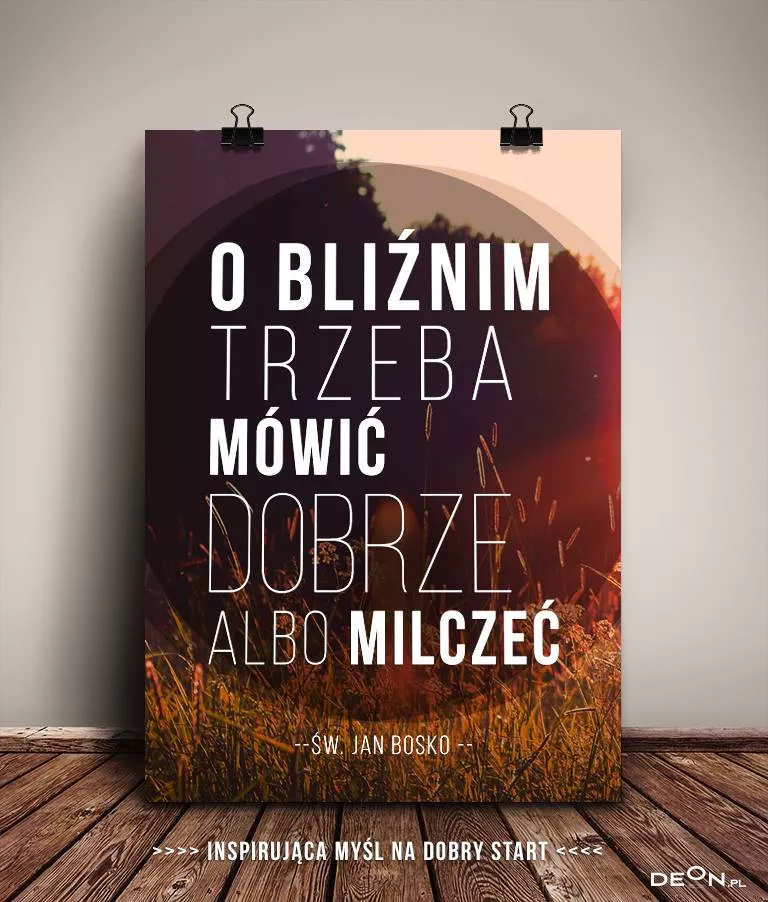 O BLIŹNIM
TRZEBA
MÓWIĆ
DOBRZE
ALBO MILCZEĆ
--ŚW. JAN BOSKO --
>>>> INSPIRUJĄCA MYŚL NA DOBRY START <<<<
DEON.PL